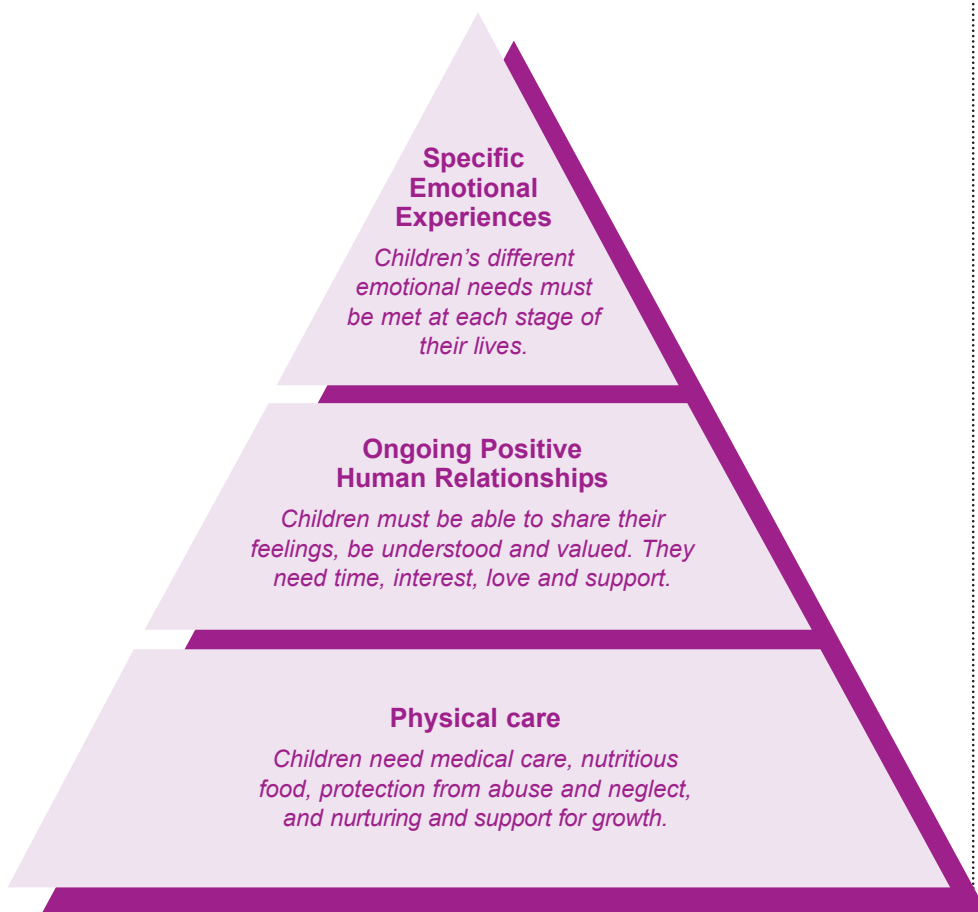 Specific
Emotional
Experiences
Children’s different
emotional needs must
be met at each stage of
their lives.
Ongoing Positive
Human Relationships
Children must be able to share their
feelings, be understood and valued. They
need time, interest, love and support.
Physical care
Children need medical care, nutritious
food, protection from abuse and neglect,
and nurturing and support for growth.